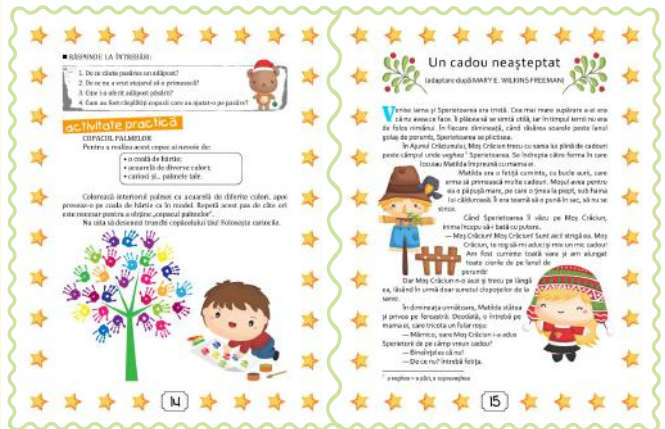 ■ RĂSPUNDE LA ÎNTREBĂRI:
1. De ce căuta pasărea un adăpost?
2. De ce nu a vrut stejarul să o primească?
3. Cine i-a oferit adăpost păsării?
4. Cum au fost răsplătiți copacii care au ajutat-o pe pasăre?
activitate practică
COPACUL PALMELOR
Pentru a realiza acest copac ai nevoie de:
• o coală de hârtie;
• acuarelă de diverse culori;
• carioci și... palmele tale.
Colorează interiorul palmei cu acuarelă de diferite culori, apoi
preseaz-o pe coala de hârtie ca în model. Repetă acest pas de câte ori
este necesar pentru a obține „copacul palmelor”.
Nu uita să desenezi trunchi copăcelului tău! Folosește cariocile.
14
Un cadou neașteptat
(adaptare după MARY E. WILKINS FREEMAN)
Venise iarna și Sperietoarea era tristă. Cea mai mare supărare a ei era
că nu avea ce face. Îi plăcea să se simtă utilă, iar în timpul iernii nu era
de folos nimănui. În fiecare dimineață, când răsărea soarele peste lanul
golaș de porumb, Sperietoarea se plictisea.
În Ajunul Crăciunului, Moș Crăciun trecu cu sania lui plină de cadouri
peste câmpul unde veghea¹ Sperietoarea. Se îndrepta către ferma în care
locuia Matilda împreună cu mama ei.
Matilda era o fetiță cuminte, cu bucle aurii, care
urma să primească multe cadouri. Moșul avea pentru
ea o păpușă mare, pe care o ținea la piept, sub haina
lui călduroasă. Îi era teamă să o pună în sac, să nu se
strice.
Când Sperietoarea îl văzu pe Moș Crăciun,
inima începu să-i bată cu putere.
— Moș Crăciun! Moș Crăciun! Sunt aici! strigă ea. Moș
Crăciun, te rog să-mi aduci și mie un mic cadou!
Am fost cuminte toată vara și am alungat
toate ciorile de pe lanul de
porumb!
Dar Moș Crăciun n-o auzi și trecu pe lângă
ea, lăsând în urmă doar sunetul clopoțeilor de la
sanie.
În dimineața următoare, Matilda stătea
și privea pe fereastră. Deodată, o întrebă pe
mama ei, care tricota un fular roșu:
— Mămico, oare Moș Crăciun i-a adus
Sperietorii de pe câmp vreun cadou?
— Bineînțeles că nu!
— De ce nu? întrebă fetița.
¹ a veghea – a păzi, a supraveghea
15